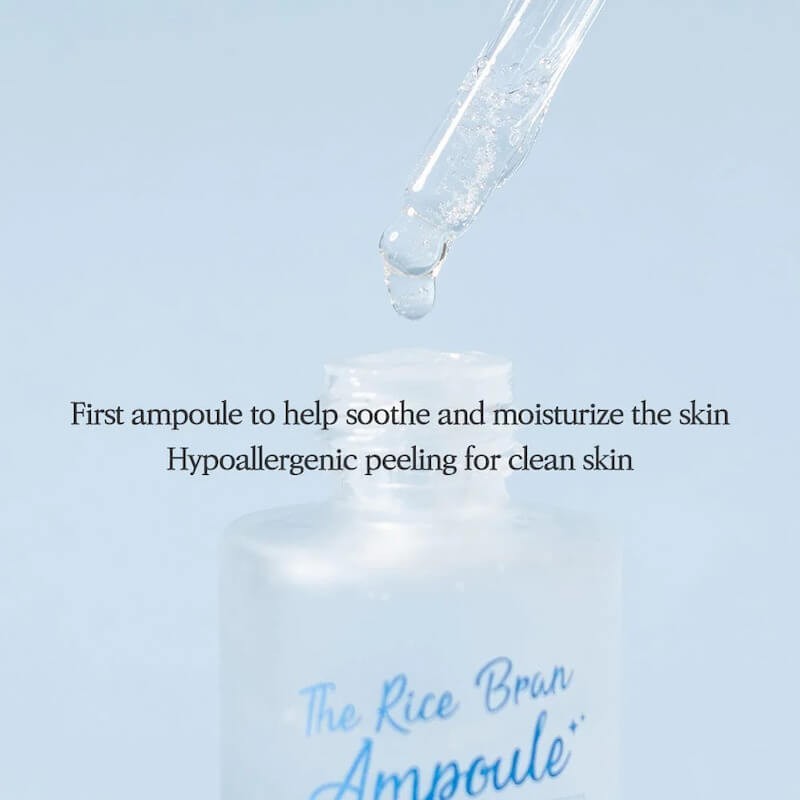 First ampoule to help soothe and moisturize the skin
Hypoallergenic peeling for clean skin
The Rice Bran
Ampoule